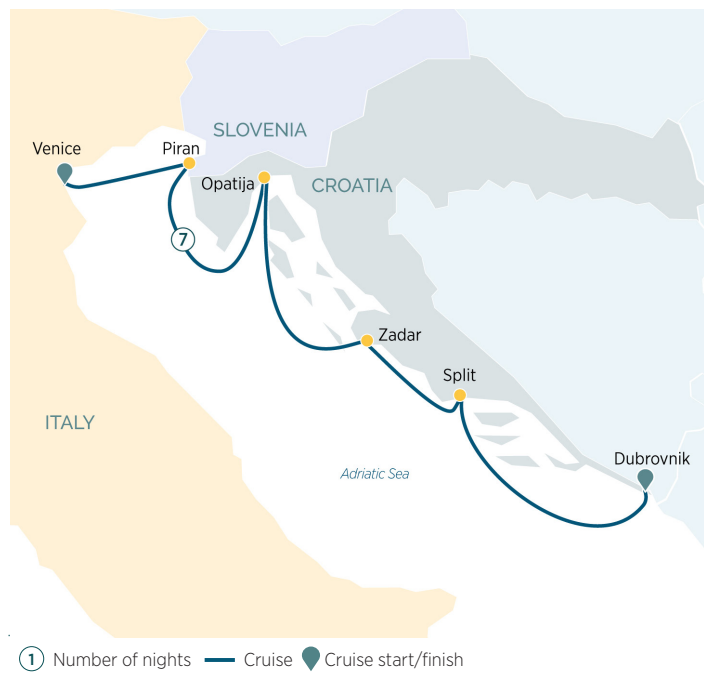 SLOVENIA
Venice
Piran
Opatija
CROATIA
7
Zadar
Split
ITALY
Dubrovnik
Adriatic Sea
1 Number of nights Cruise Cruise start/finish